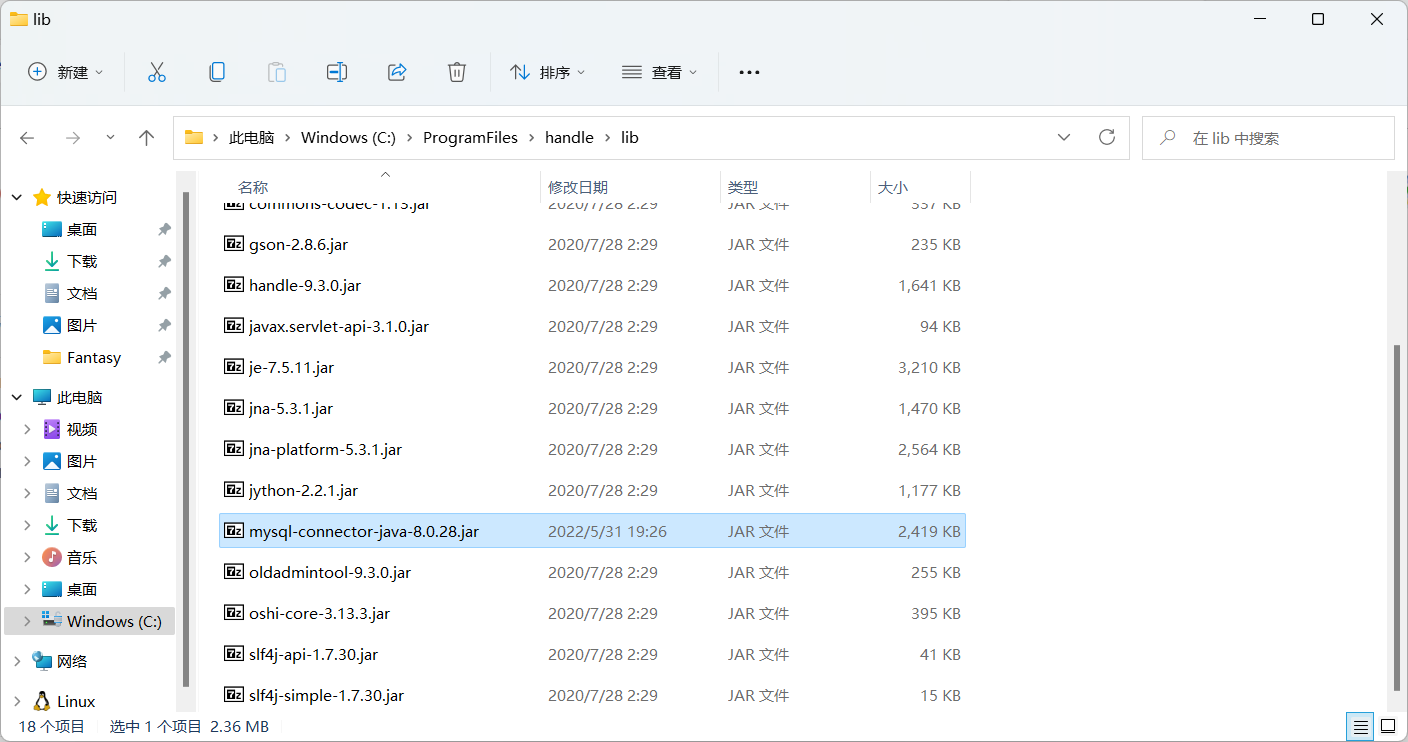 lib
新建 排序 查看
此电脑 Windows (C:) ProgramFiles handle lib 在 lib 中搜索
名称 修改日期 类型 大小
commons-codec-1.13.jar 2020/7/28 2:29 JAR 文件 337 KB
gson-2.8.6.jar 2020/7/28 2:29 JAR 文件 235 KB
handle-9.3.0.jar 2020/7/28 2:29 JAR 文件 1,641 KB
javax.servlet-api-3.1.0.jar 2020/7/28 2:29 JAR 文件 94 KB
je-7.5.11.jar 2020/7/28 2:29 JAR 文件 3,210 KB
jna-5.3.1.jar 2020/7/28 2:29 JAR 文件 1,470 KB
jna-platform-5.3.1.jar 2020/7/28 2:29 JAR 文件 2,564 KB
jython-2.2.1.jar 2020/7/28 2:29 JAR 文件 1,177 KB
mysql-connector-java-8.0.28.jar 2022/5/31 19:26 JAR 文件 2,419 KB
oldadmintool-9.3.0.jar 2020/7/28 2:29 JAR 文件 255 KB
oshi-core-3.13.3.jar 2020/7/28 2:29 JAR 文件 395 KB
slf4j-api-1.7.30.jar 2020/7/28 2:29 JAR 文件 41 KB
slf4j-simple-1.7.30.jar 2020/7/28 2:29 JAR 文件 15 KB
快速访问
桌面
下载
文档
图片
Fantasy
此电脑
视频
图片
文档
下载
音乐
桌面
Windows (C:)
网络
Linux
18 个项目 选中 1 个项目 2.36 MB